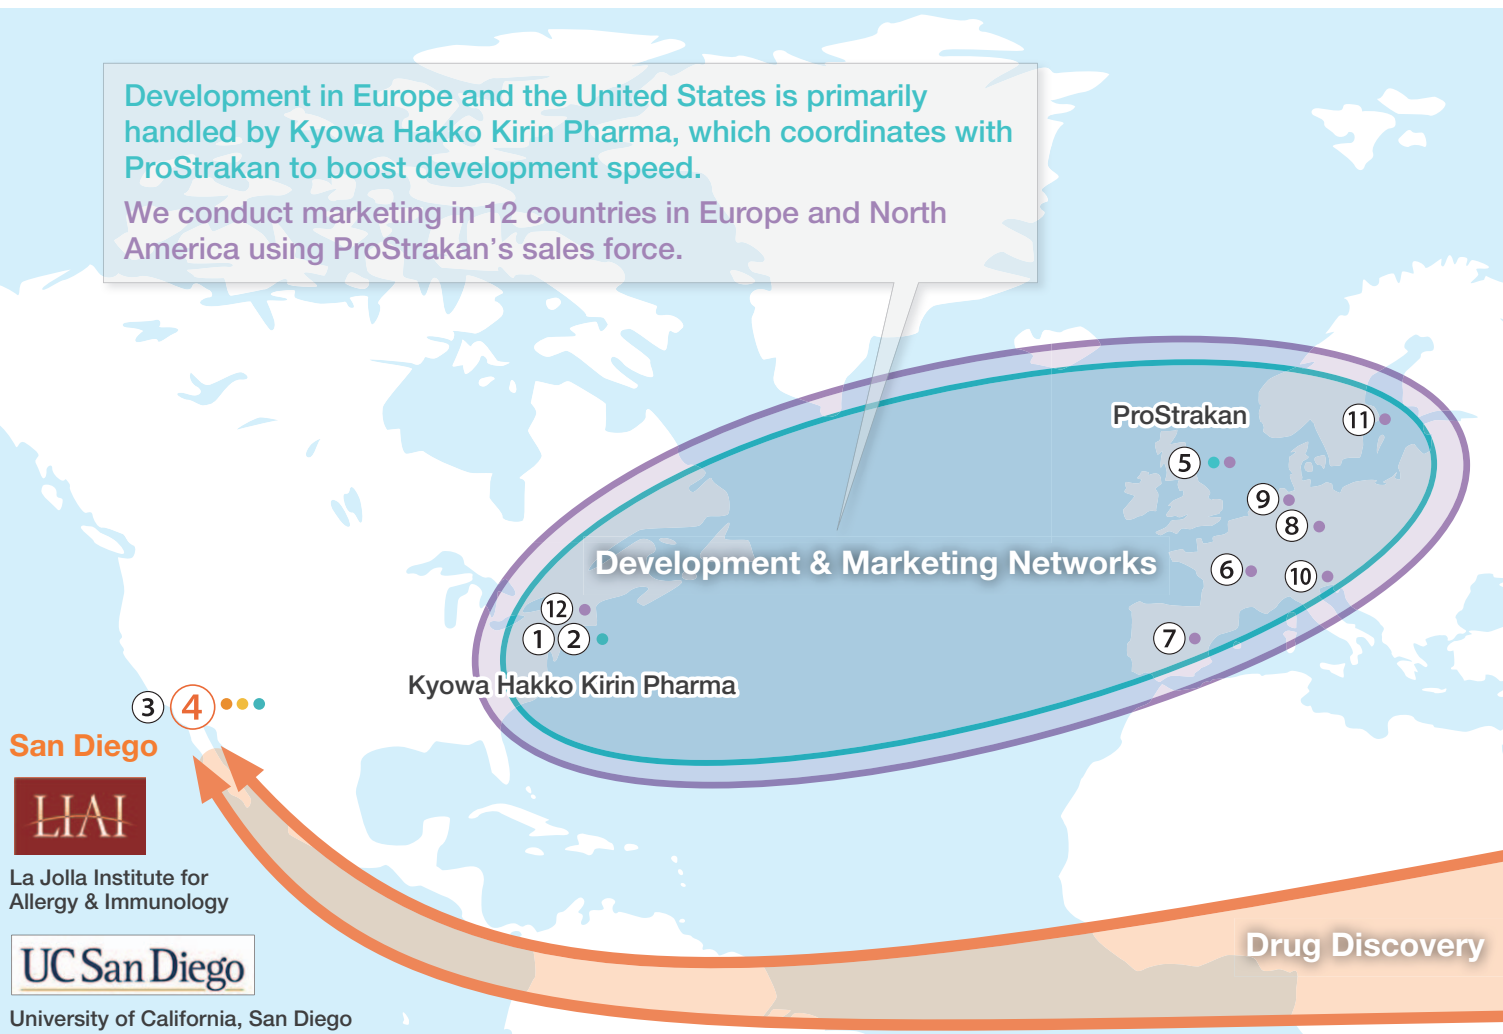 Development in Europe and the United States is primarily
handled by Kyowa Hakko Kirin Pharma, which coordinates with
ProStrakan to boost development speed.
We conduct marketing in 12 countries in Europe and North
America using ProStrakan's sales force.
ProStrakan
11
5
9
8
Development & Marketing Networks
6
10
12
1 2
7
Kyowa Hakko Kirin Pharma
3 4
San Diego
LIAI
La Jolla Institute for
Allergy & Immunology
Drug Discovery
UC San Diego
University of California, San Diego